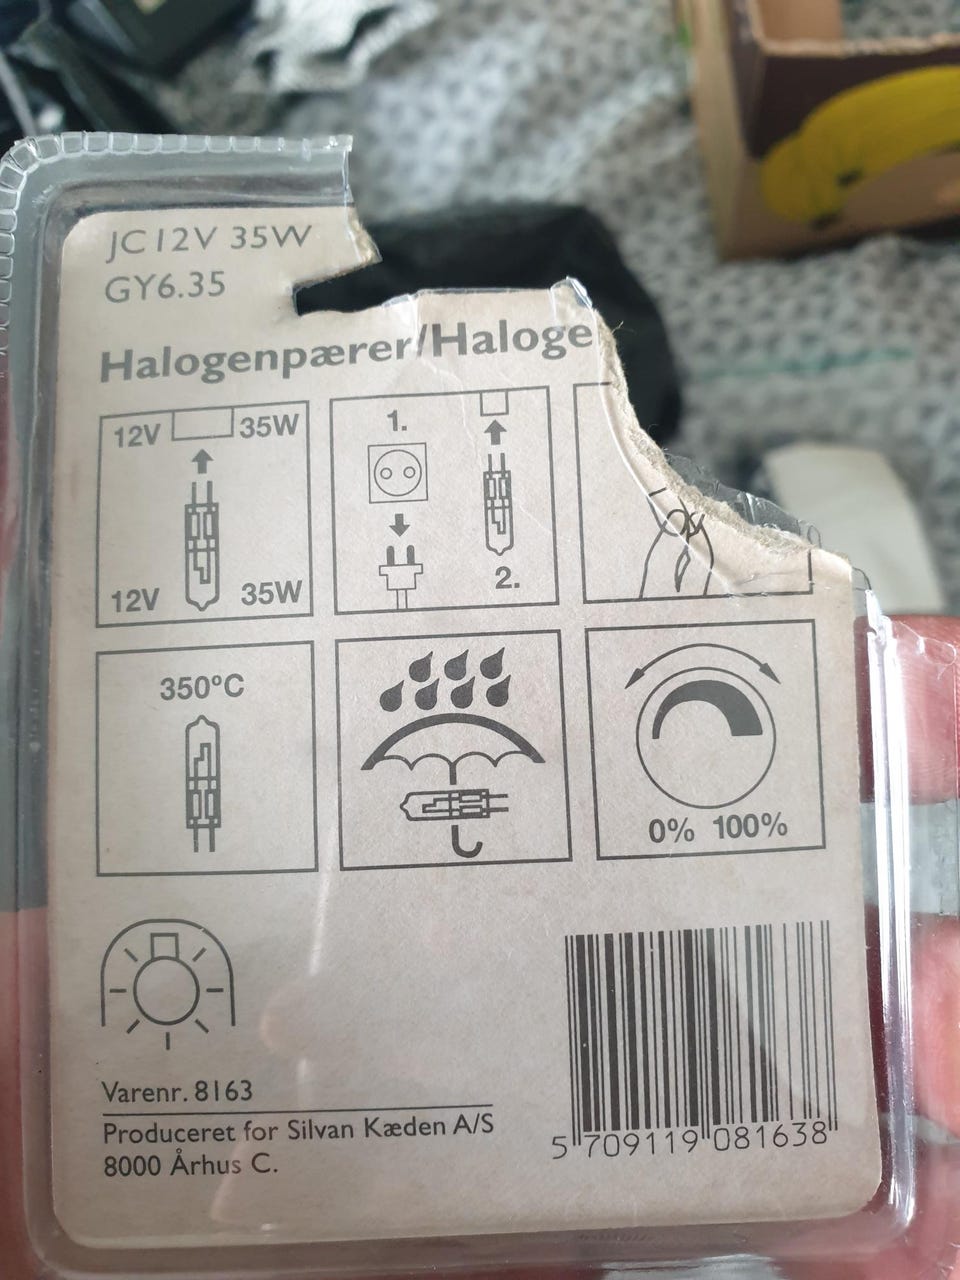 JC12V 35W
GY6.35
Halogenpærer/Haloge
12V 35W
12V 35W
1.
2.
350°C
0% 100%
Varenr. 8163
Produceret for Silvan Kæden A/S
8000 Århus C.
5 709119 081638